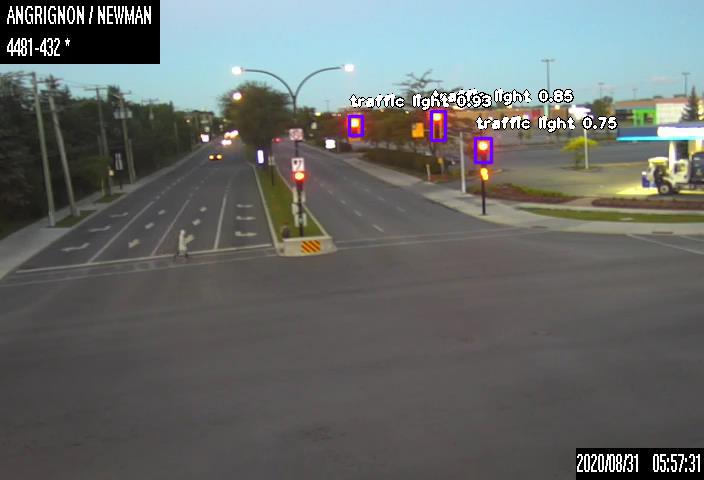 ANGRIGNON / NEWMAN
4481-432 *
traffic light 0.93
traffic light 0.85
traffic light 0.75
2020/08/31 05:57:31